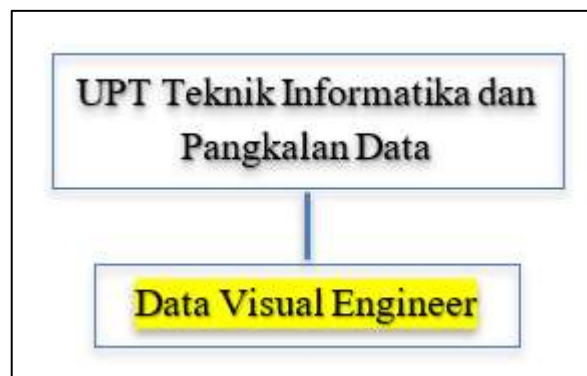 UPT Teknik Informatika dan
Pangkalan Data
Data Visual Engineer